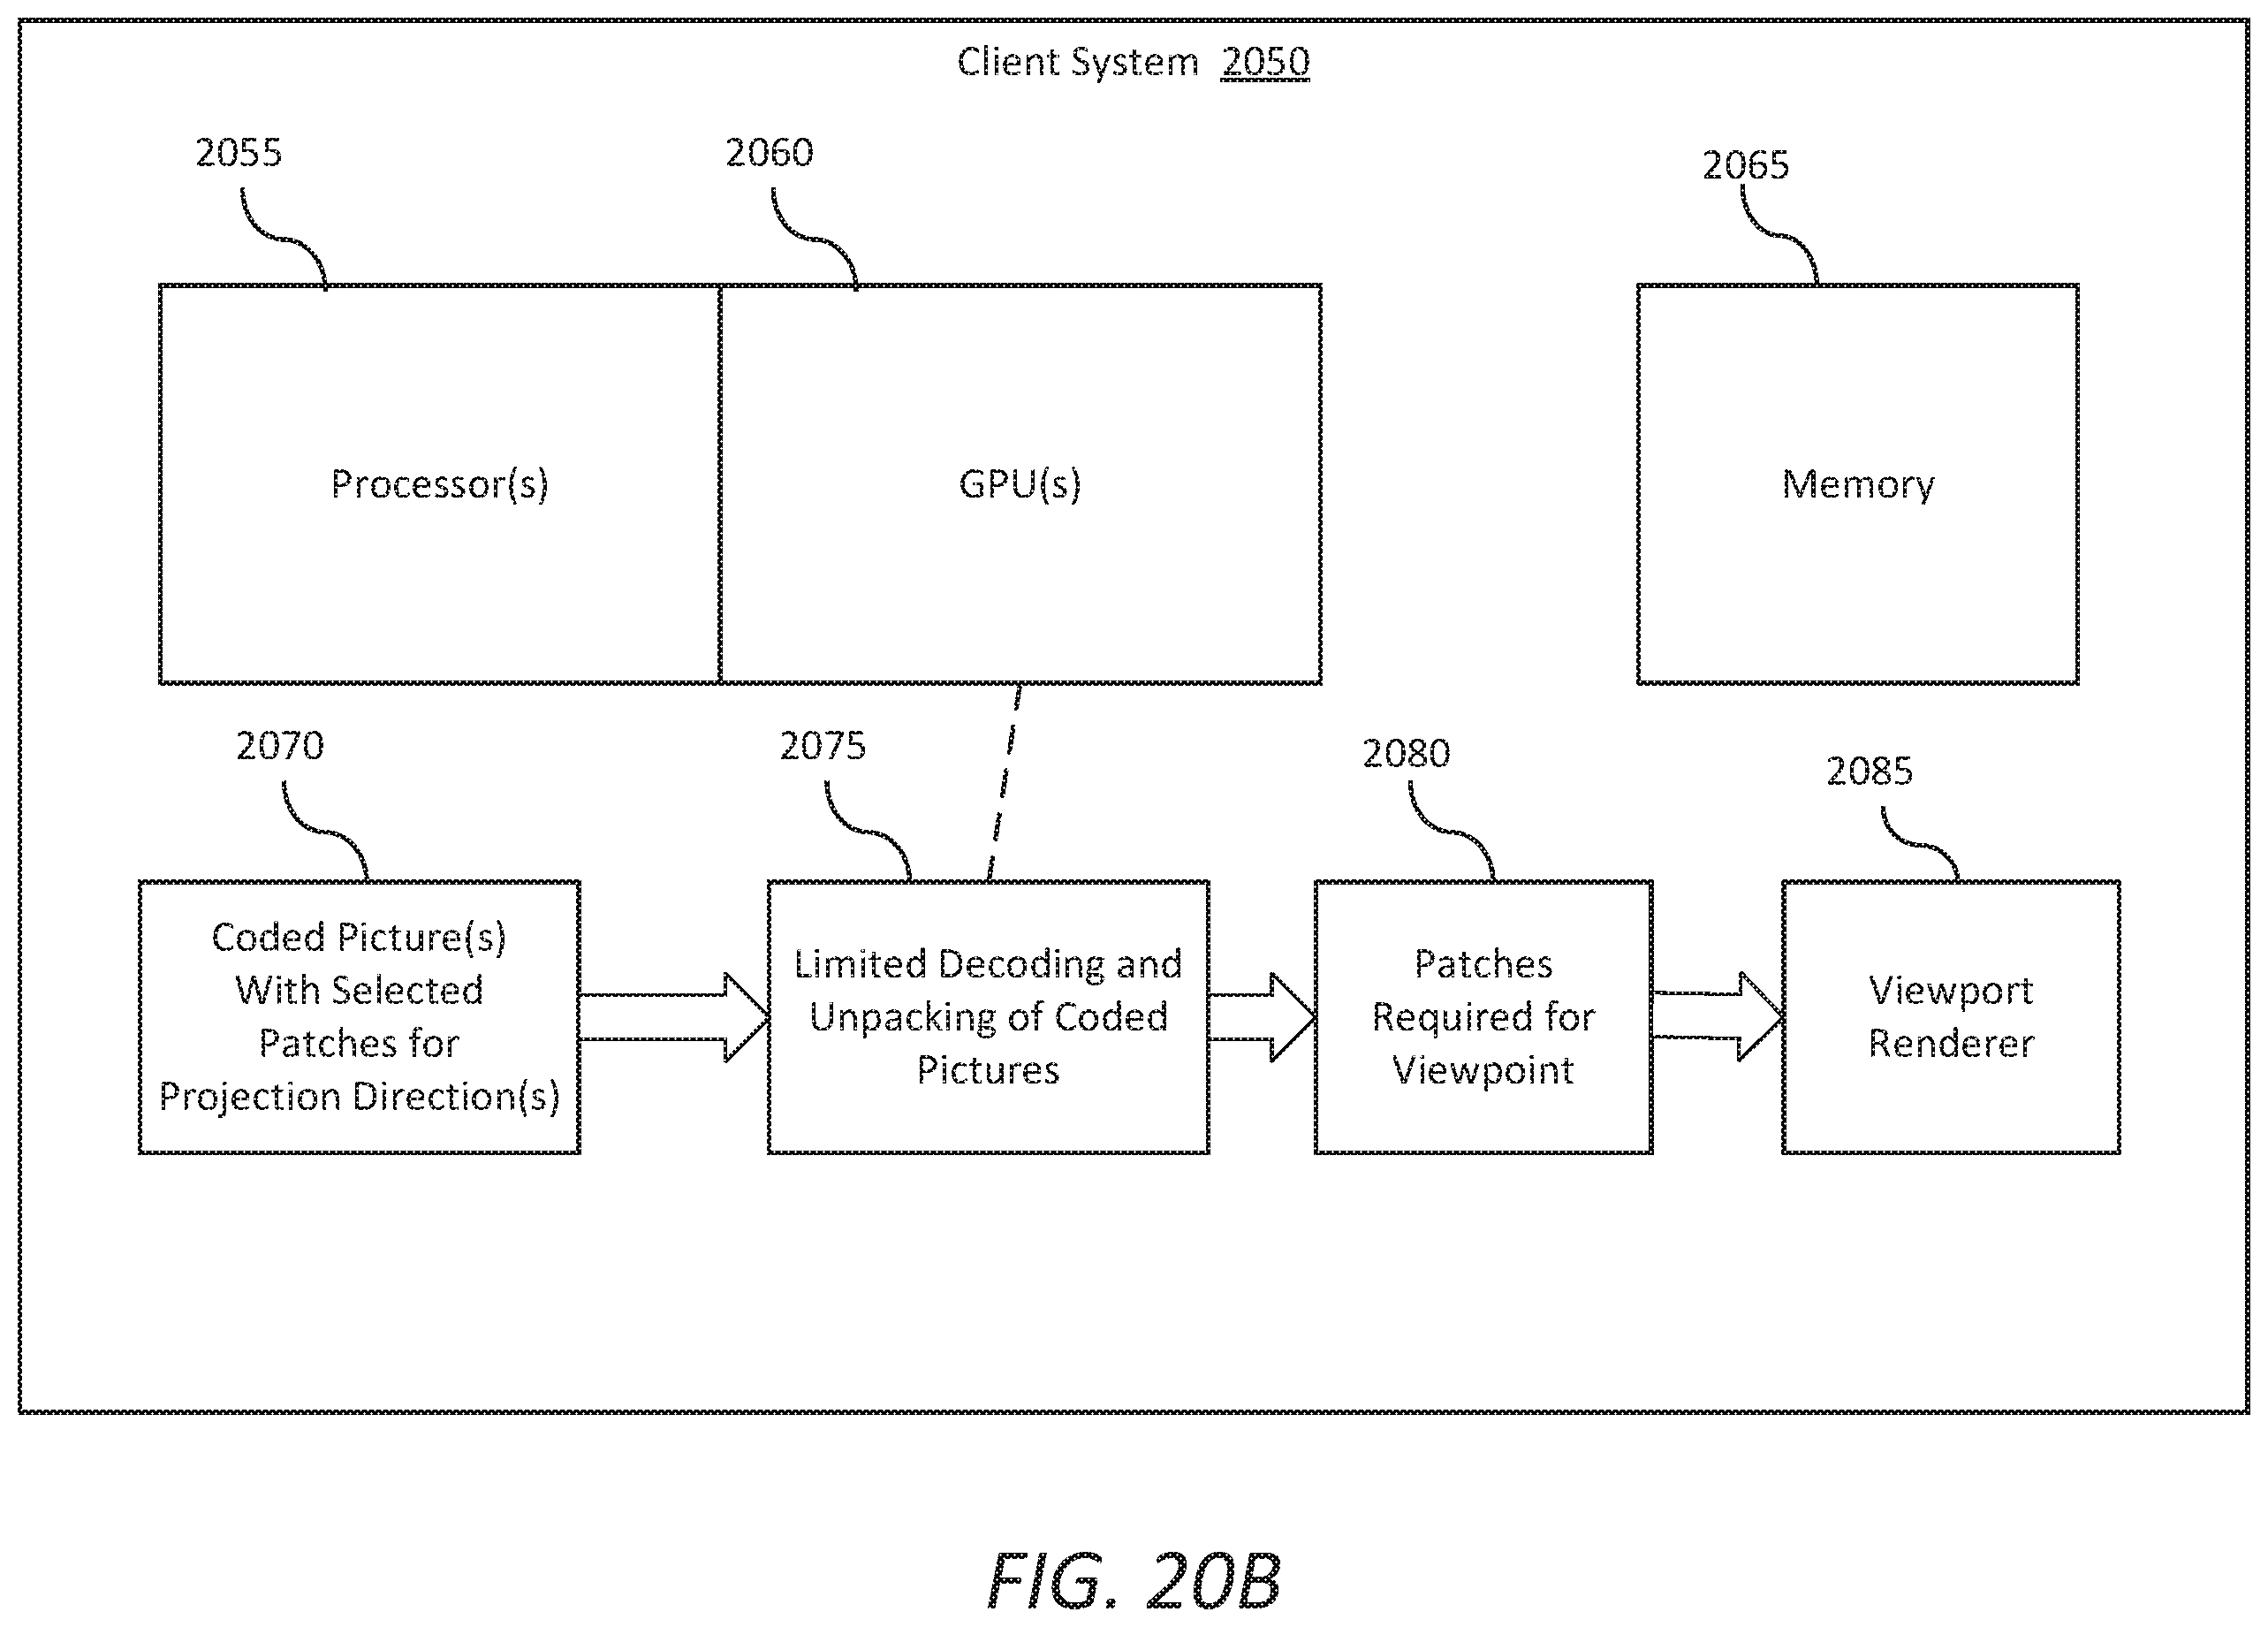 Client System 2050
2055
2060
2065
Processor(s)
GPU(s)
Memory
2070
2075
2080
2085
Coded Picture(s)
With Selected
Patches for
Projection Direction(s)
Limited Decoding and
Unpacking of Coded
Pictures
Patches
Required for
Viewpoint
Viewport
Renderer
FIG. 20B